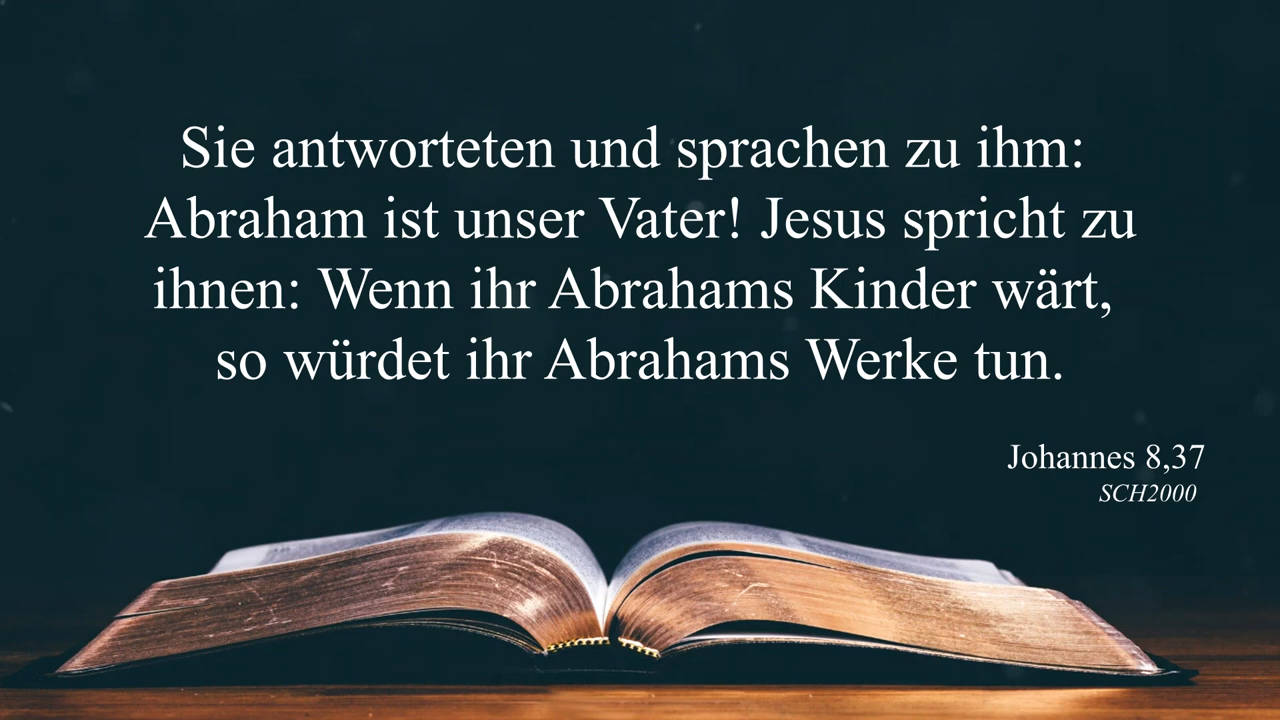 Sie antworteten und sprachen zu ihm:
Abraham ist unser Vater! Jesus spricht zu
ihnen: Wenn ihr Abrahams Kinder wärt,
so würdet ihr Abrahams Werke tun.
Johannes 8,37
SCH2000